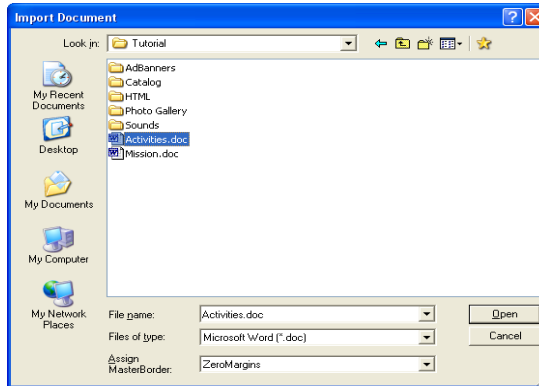 Import Document
Look in: Tutorial
AdBanners
Catalog
HTML
Photo Gallery
Sounds
Activities.doc
Mission.doc
My Recent
Documents
Desktop
My Documents
My Computer
My Network
Places
File name: Activities.doc Open
Files of type: Microsoft Word (*.doc) Cancel
Assign
MasterBorder: ZeroMargins